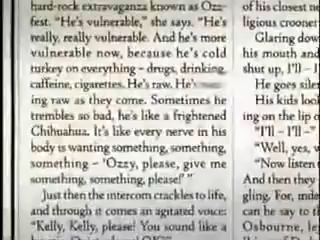 hard-rock extravaganza known as Ozz-
fest. "He's vulnerable," she says. "He's
really, really vulnerable. And he's more
vulnerable now, because he's cold
turkey on everything – drugs, drinking,
caffeine, cigarettes. He's raw. He's
ing raw as they come. Sometimes he
trembles so bad, he's like a frightened
Chihuahua. It's like every nerve in his
body is wanting something, something,
something – 'Ozzy, please, give me
something, something, please!' "
Just then the intercom crackles to life,
and through it comes an agitated voice:
"Kelly, Kelly, please! You sound like a
of his closest
ligious crooner
Glaring dow
his mouth and
shut up, I'll – I'
He goes sile
His kids look
ing on the lip o
"I'll – I'll –"
"Well, yes, v
"Now listen
And then they
gling. For, mide
can he say to t
Osbourne, le